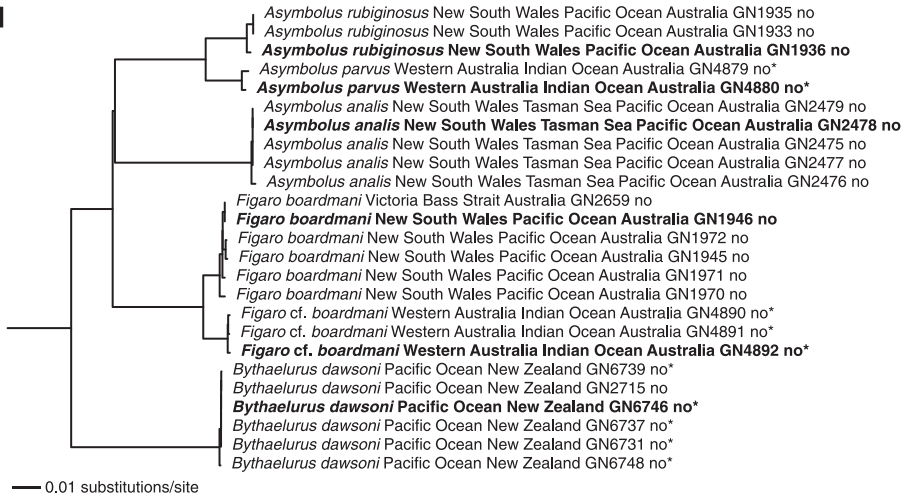 Asymbolus rubiginosus New South Wales Pacific Ocean Australia GN1935 no
Asymbolus rubiginosus New South Wales Pacific Ocean Australia GN1933 no
Asymbolus rubiginosus New South Wales Pacific Ocean Australia GN1936 no
Asymbolus parvus Western Australia Indian Ocean Australia GN4879 no*
Asymbolus parvus Western Australia Indian Ocean Australia GN4880 no*
Asymbolus analis New South Wales Tasman Sea Pacific Ocean Australia GN2479 no
Asymbolus analis New South Wales Tasman Sea Pacific Ocean Australia GN2478 no
Asymbolus analis New South Wales Tasman Sea Pacific Ocean Australia GN2475 no
Asymbolus analis New South Wales Tasman Sea Pacific Ocean Australia GN2477 no
Asymbolus analis New South Wales Tasman Sea Pacific Ocean Australia GN2476 no
Figaro boardmani Victoria Bass Strait Australia GN2659 no
Figaro boardmani New South Wales Pacific Ocean Australia GN1946 no
Figaro boardmani New South Wales Pacific Ocean Australia GN1972 no
Figaro boardmani New South Wales Pacific Ocean Australia GN1945 no
Figaro boardmani New South Wales Pacific Ocean Australia GN1971 no
Figaro boardmani New South Wales Pacific Ocean Australia GN1970 no
Figaro cf. boardmani Western Australia Indian Ocean Australia GN4890 no*
Figaro cf. boardmani Western Australia Indian Ocean Australia GN4891 no*
Figaro cf. boardmani Western Australia Indian Ocean Australia GN4892 no*
Bythaelurus dawsoni Pacific Ocean New Zealand GN6739 no*
Bythaelurus dawsoni Pacific Ocean New Zealand GN2715 no
Bythaelurus dawsoni Pacific Ocean New Zealand GN6746 no*
Bythaelurus dawsoni Pacific Ocean New Zealand GN6737 no*
Bythaelurus dawsoni Pacific Ocean New Zealand GN6731 no*
Bythaelurus dawsoni Pacific Ocean New Zealand GN6748 no*
0.01 substitutions/site